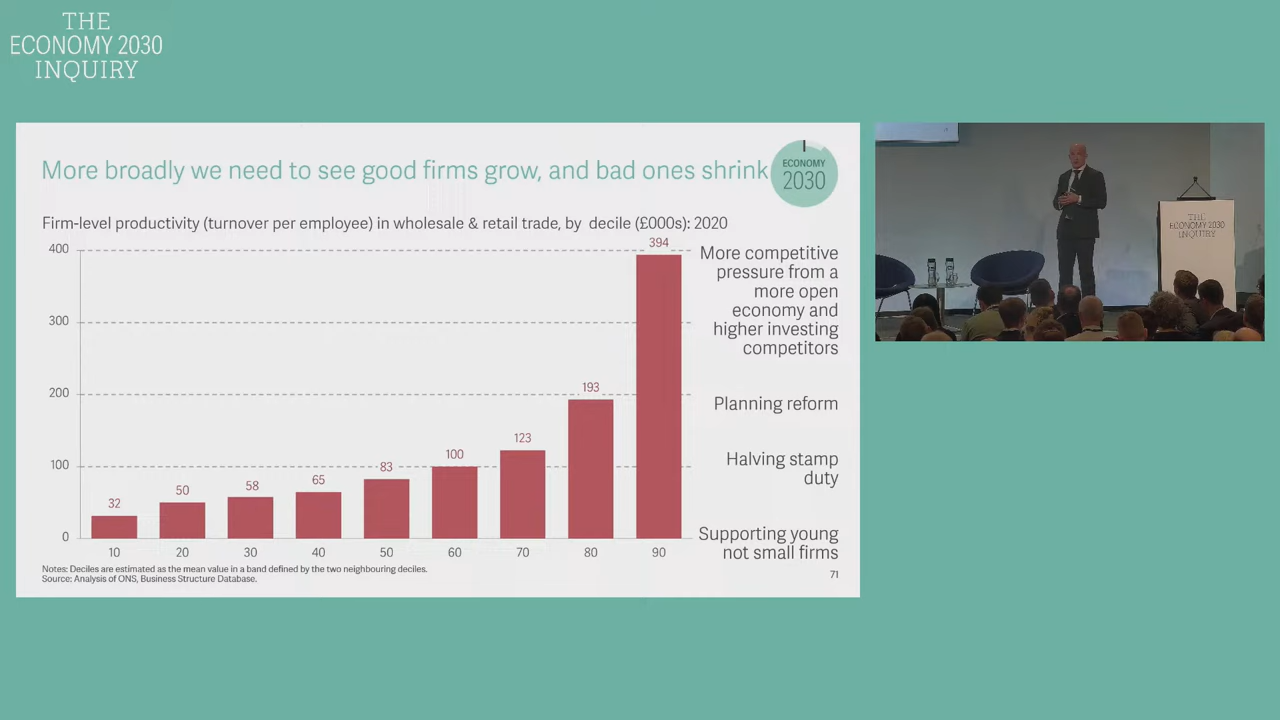 THE
ECONOMY 2030
INQUIRY
More broadly we need to see good firms grow, and bad ones shrink
ECONOMY
2030
Firm-level productivity (turnover per employee) in wholesale & retail trade, by decile (£000s): 2020
400
300
200
100
0
32
50
58
65
83
100
123
193
394
10
20
30
40
50
60
70
80
90
More competitive
pressure from a
more open
economy and
higher investing
competitors
Planning reform
Halving stamp
duty
Supporting young
not small firms
Notes: Deciles are estimated as the mean value in a band defined by the two neighbouring deciles.
Source: Analysis of ONS, Business Structure Database.
71
THE
ECONOMY 2030
INQUIRY